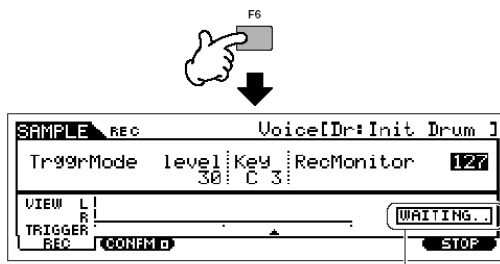 F6
SAMPLE REC Voice[Dr:Init Drum ]
TrggrMode level Key RecMonitor 127
30 C 3
VIEW L
R
WAITING..
TRIGGER
REC CONFM STOP